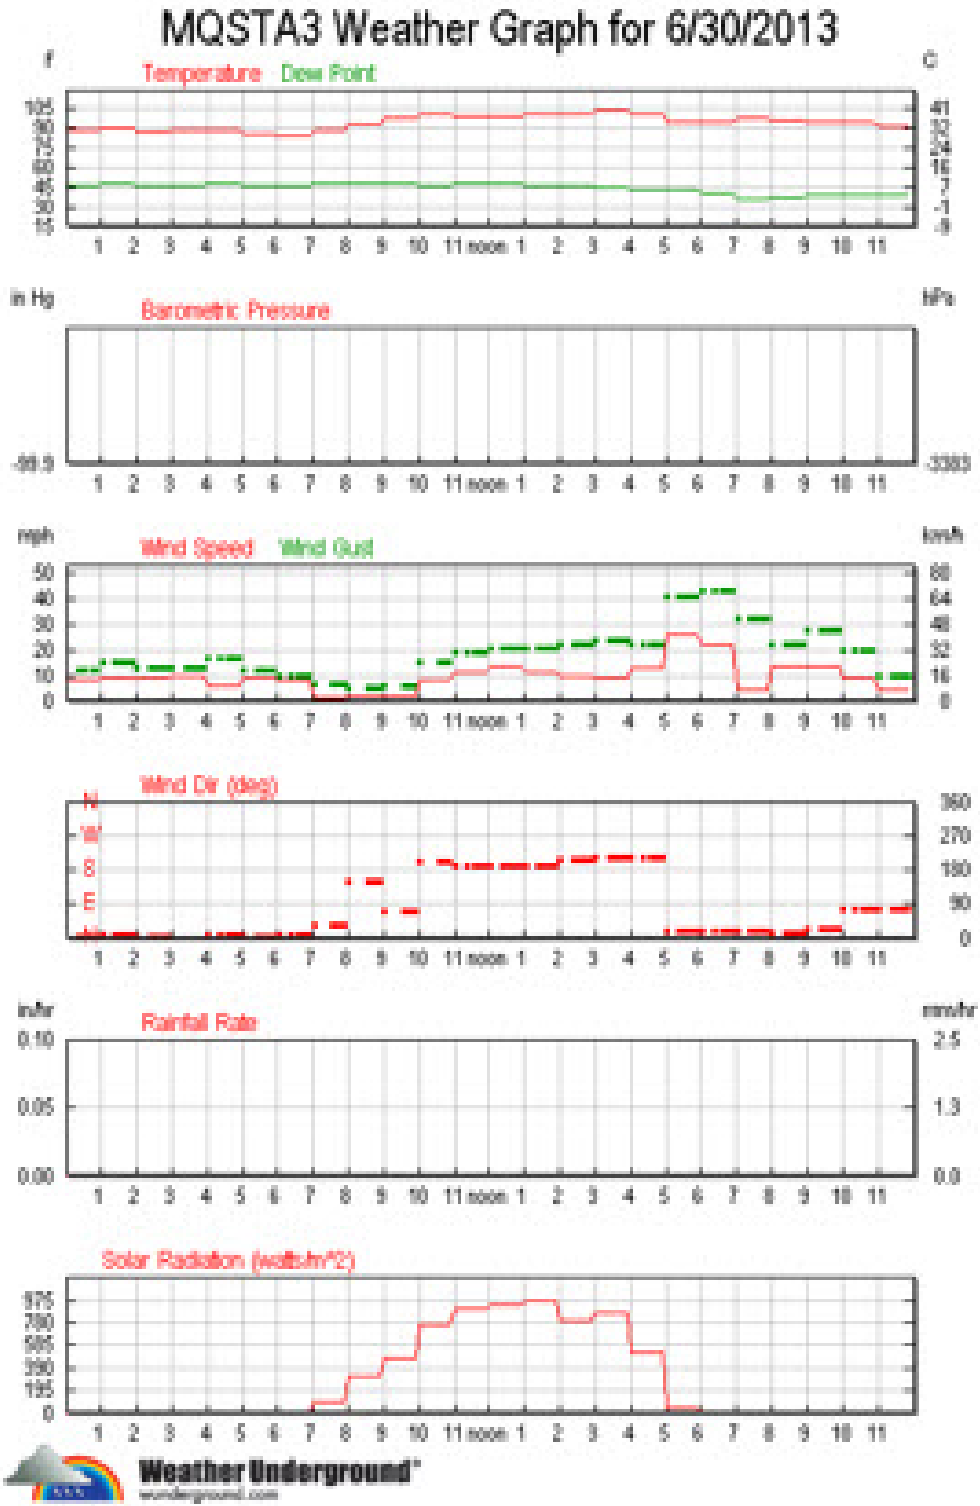 MQSTA3 Weather Graph for 6/30/2013
f C
Temperature Dew Point
105 41
1 2 3 4 5 6 7 8 9 10 11 noon 1 2 3 4 5 6 7 8 9 10 11
in Hg hPa
Barometric Pressure
-99.9 -3383
1 2 3 4 5 6 7 8 9 10 11 noon 1 2 3 4 5 6 7 8 9 10 11
mph km/h
Wind Speed Wind Gust
50 80
40 64
30 48
20 32
10 16
0 0
1 2 3 4 5 6 7 8 9 10 11 noon 1 2 3 4 5 6 7 8 9 10 11
Wind Dir (deg)
N 360
W 270
S 180
E 90
N 0
1 2 3 4 5 6 7 8 9 10 11 noon 1 2 3 4 5 6 7 8 9 10 11
in/hr mm/hr
Rainfall Rate
0.10 2.5
0.05 1.3
0.00 0.0
1 2 3 4 5 6 7 8 9 10 11 noon 1 2 3 4 5 6 7 8 9 10 11
Solar Radiation (watts/m^2)
975
780
585
390
195
0
1 2 3 4 5 6 7 8 9 10 11 noon 1 2 3 4 5 6 7 8 9 10 11
Weather Underground®
wunderground.com